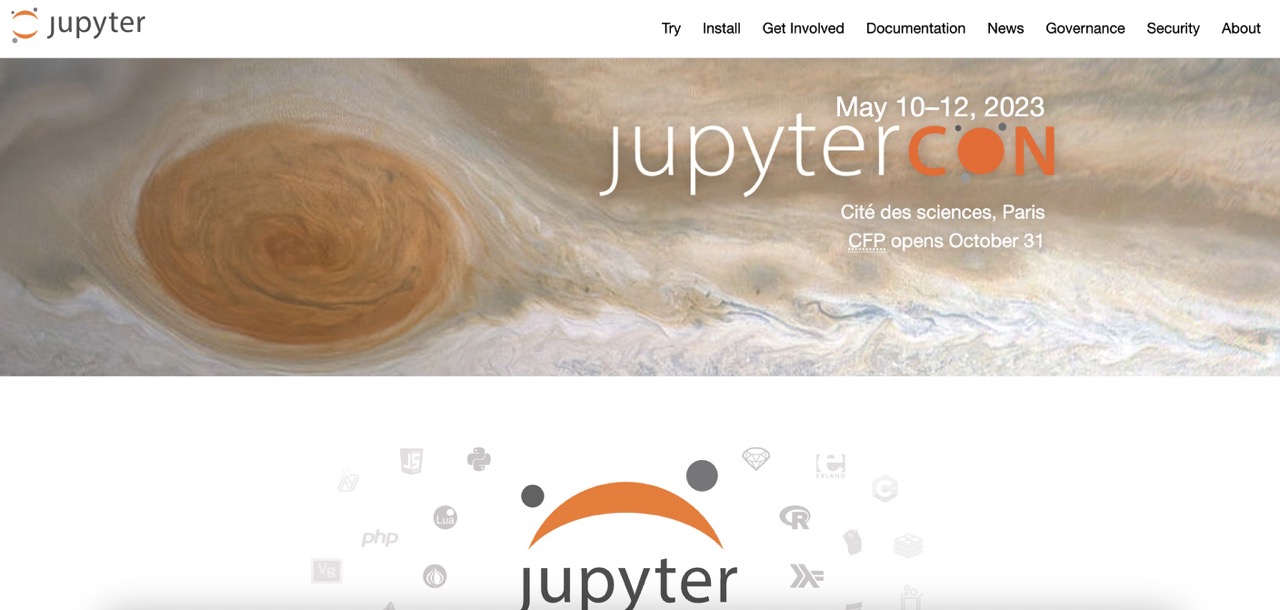 jupyter
Try Install Get Involved Documentation News Governance Security About
May 10–12, 2023
jupytercon
Cité des sciences, Paris
CFP opens October 31
JS
ERLANG
C
Lua
R
php
VB
jupyter